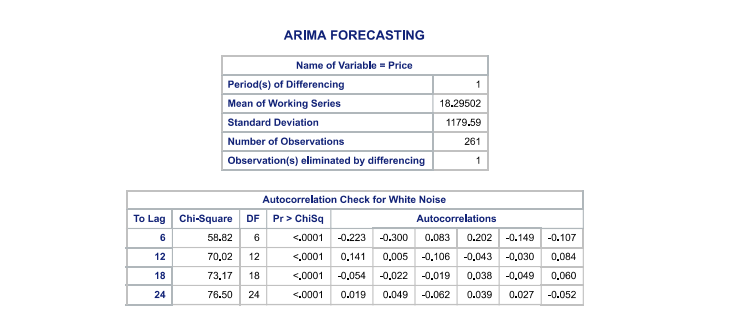 ARIMA FORECASTING
Name of Variable = Price
Period(s) of Differencing 1
Mean of Working Series 18.29502
Standard Deviation 1179.59
Number of Observations 261
Observation(s) eliminated by differencing 1
Autocorrelation Check for White Noise
To Lag Chi-Square DF Pr > ChiSq Autocorrelations
6 58.82 6 <.0001 -0.223 -0.300 0.083 0.202 -0.149 -0.107
12 70.02 12 <.0001 0.141 0.005 -0.106 -0.043 -0.030 0.084
18 73.17 18 <.0001 -0.054 -0.022 -0.019 0.038 -0.049 0.060
24 76.50 24 <.0001 0.019 0.049 -0.062 0.039 0.027 -0.052